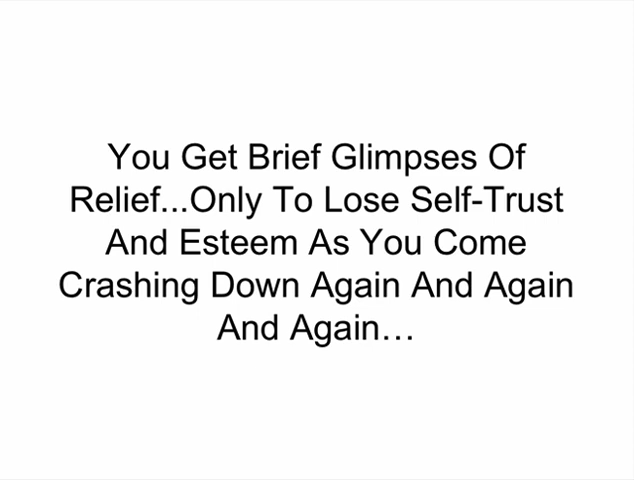 You Get Brief Glimpses Of
Relief...Only To Lose Self-Trust
And Esteem As You Come
Crashing Down Again And Again
And Again…